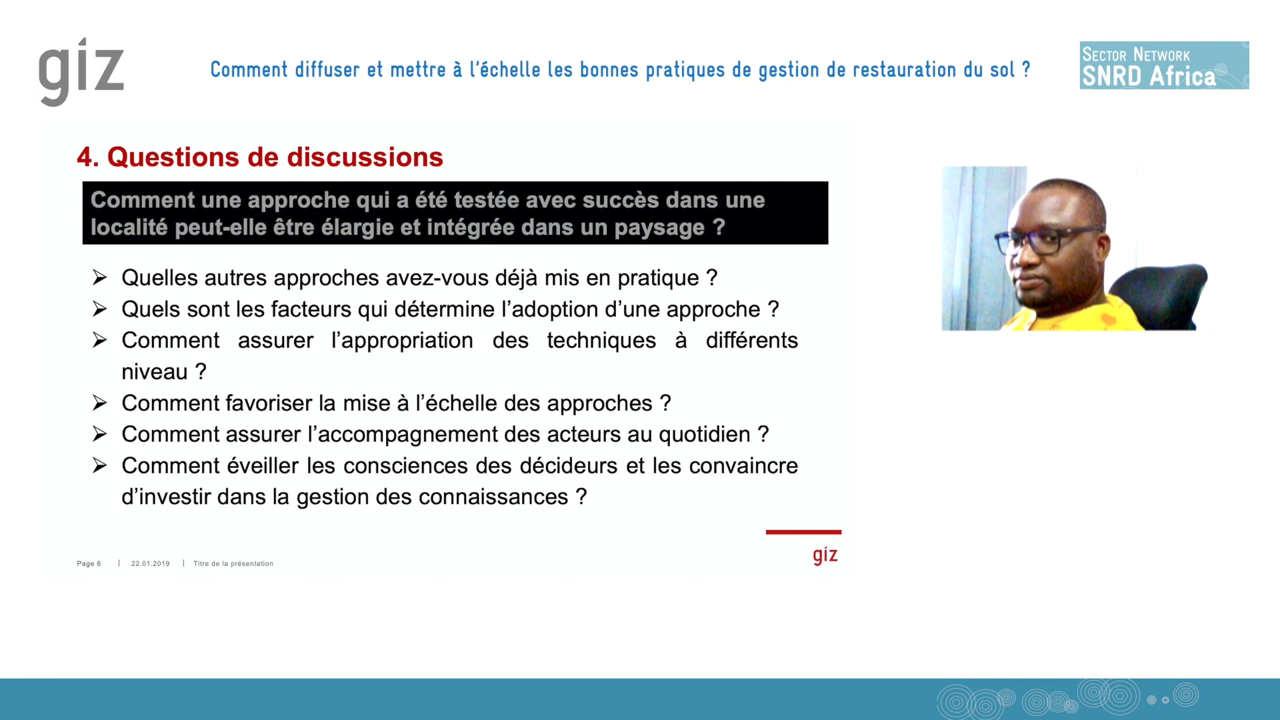 giz
Comment diffuser et mettre à l'échelle les bonnes pratiques de gestion de restauration du sol ?
SECTOR NETWORK
SNRD Africa
4. Questions de discussions
Comment une approche qui a été testée avec succès dans une
localité peut-elle être élargie et intégrée dans un paysage ?
➢ Quelles autres approches avez-vous déjà mis en pratique ?
➢ Quels sont les facteurs qui détermine l'adoption d'une approche ?
➢ Comment assurer l'appropriation des techniques à différents
niveau ?
➢ Comment favoriser la mise à l'échelle des approches ?
➢ Comment assurer l'accompagnement des acteurs au quotidien ?
➢ Comment éveiller les consciences des décideurs et les convaincre
d'investir dans la gestion des connaissances ?
giz
Page 6 | 22.01.2019 | Titre de la présentation